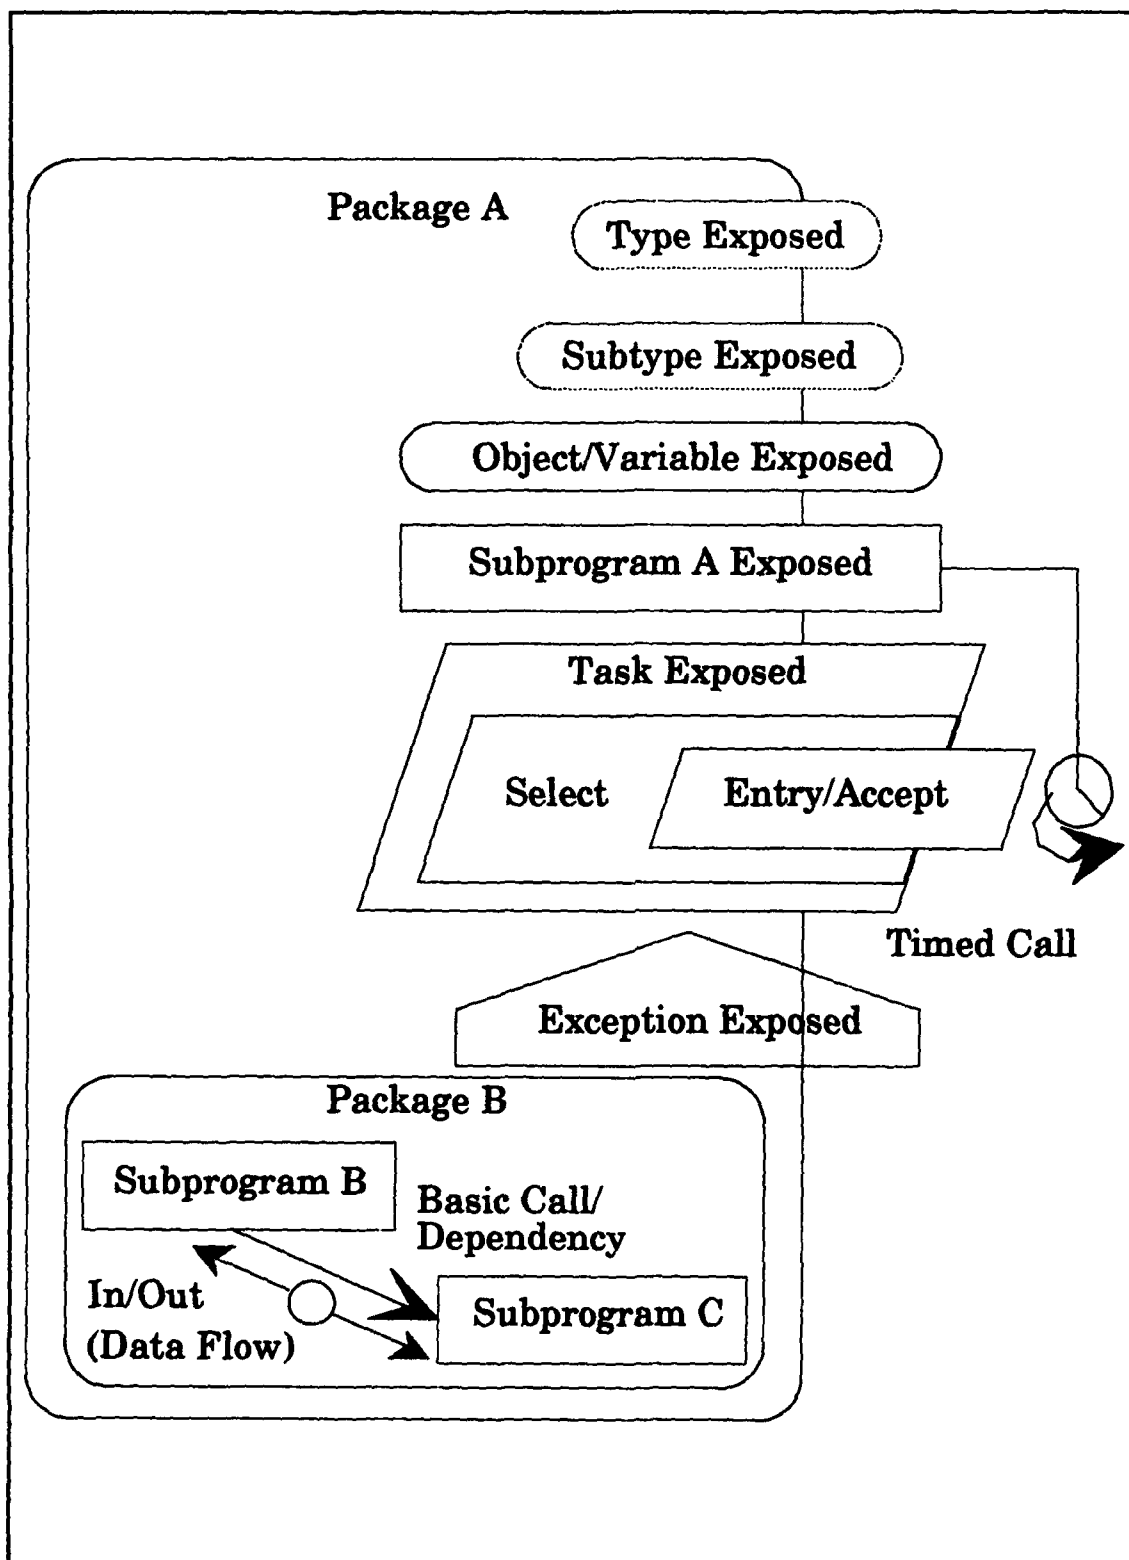 Package A
Type Exposed
Subtype Exposed
Object/Variable Exposed
Subprogram A Exposed
Task Exposed
Select
Entry/Accept
Timed Call
Exception Exposed
Package B
Subprogram B
Basic Call/
Dependency
In/Out
(Data Flow)
Subprogram C